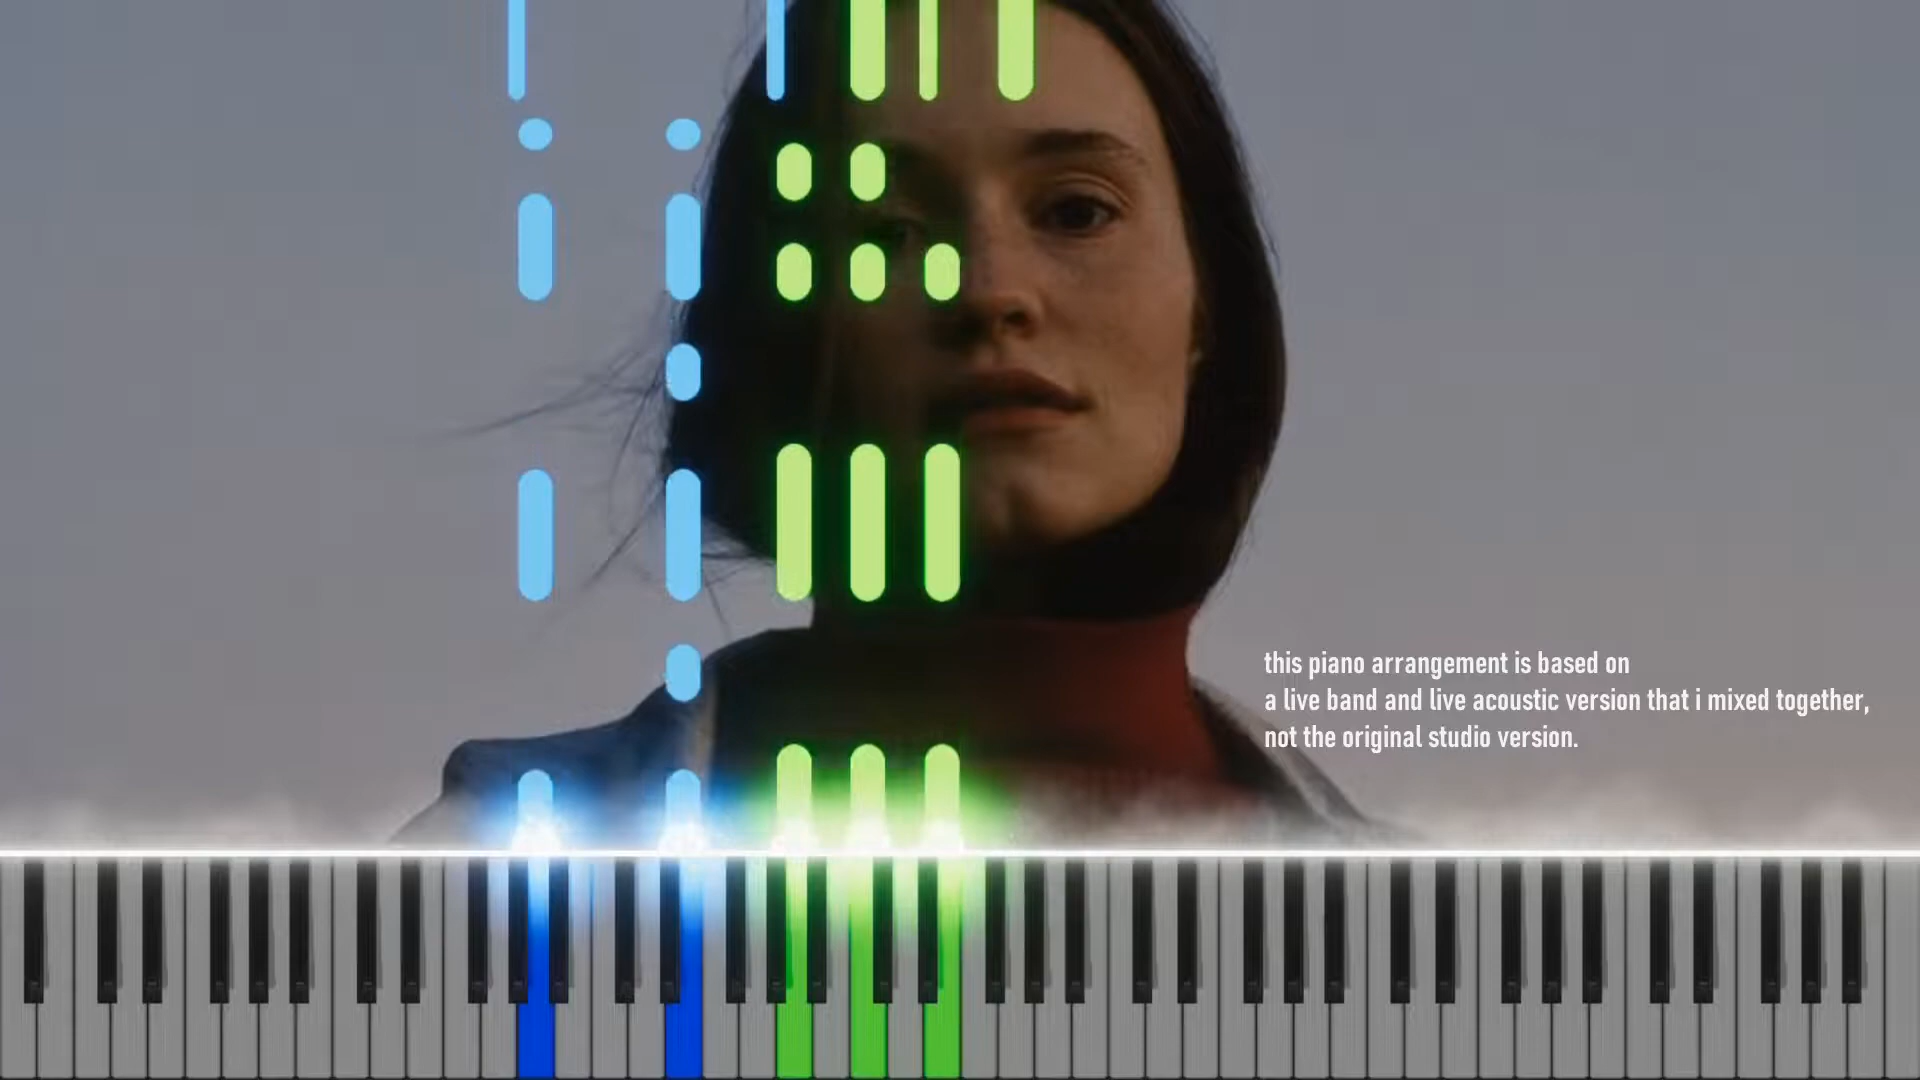 this piano arrangement is based on
a live band and live acoustic version that i mixed together,
not the original studio version.